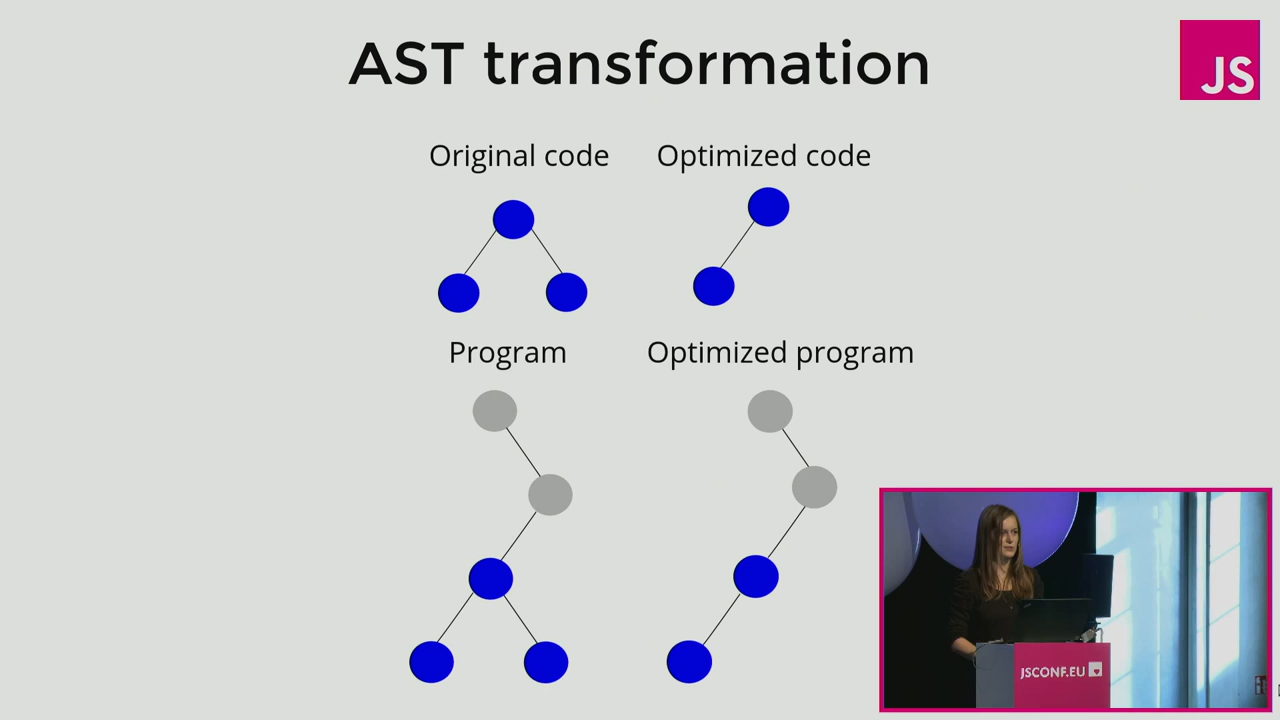 AST transformation
JS
Original code
Optimized code
Program
Optimized program
JSCONF.EU